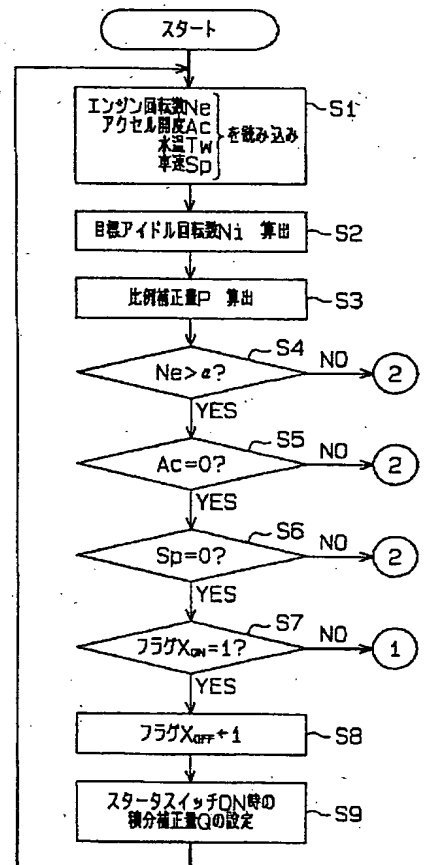 スタート
エンジン回転数Ne
アクセル開度Ac
水温Tw
車速Sp
を読み込み
S1
目標アイドル回転数Ni 算出
S2
比例補正量P 算出
S3
Ne>α?
S4
NO
2
YES
Ac=0?
S5
NO
2
YES
Sp=0?
S6
NO
2
YES
フラグXON=1?
S7
NO
1
YES
フラグXOFF←1
S8
スタータスイッチON時の
積分補正量Qの設定
S9